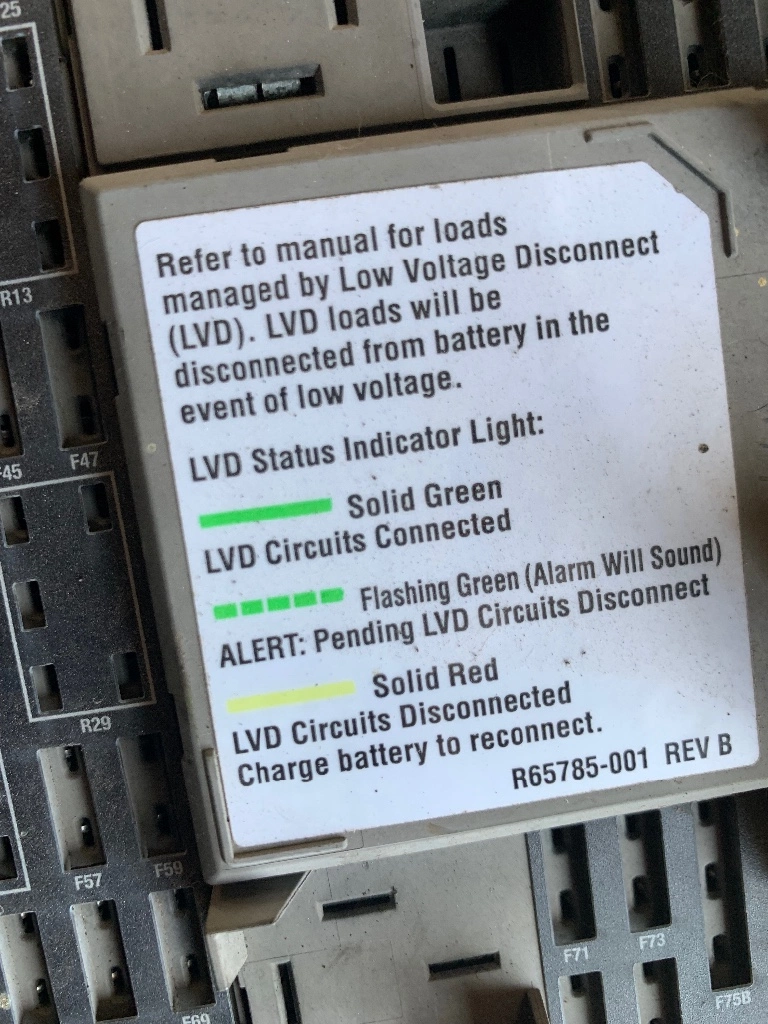 25
R13
F45
F47
Refer to manual for loads
managed by Low Voltage Disconnect
(LVD). LVD loads will be
disconnected from battery in the
event of low voltage.
LVD Status Indicator Light:
Solid Green
LVD Circuits Connected
Flashing Green (Alarm Will Sound)
ALERT: Pending LVD Circuits Disconnect
Solid Red
LVD Circuits Disconnected
Charge battery to reconnect.
R65785-001 REV B
R29
F57
F59
F69
F71
F73
F75B